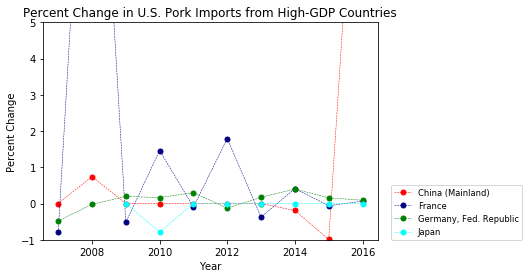 Percent Change in U.S. Pork Imports from High-GDP Countries
5
4
3
2
1
0
−1
Percent Change
2008
2010
2012
2014
2016
Year
China (Mainland)
France
Germany, Fed. Republic
Japan